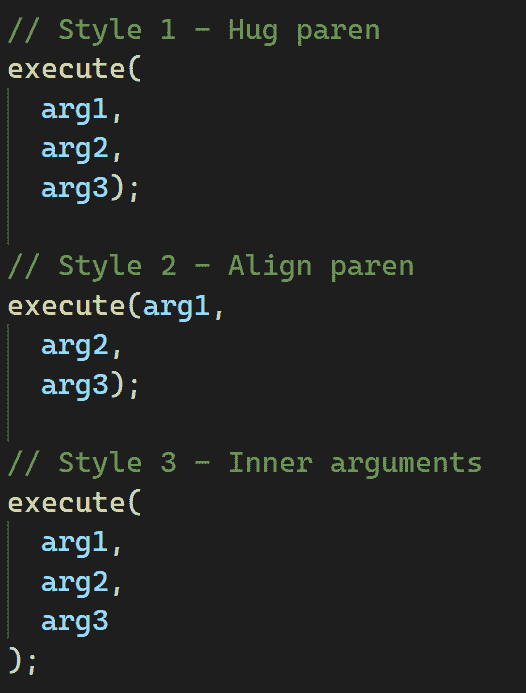 // Style 1 - Hug paren
execute(
  arg1,
  arg2,
  arg3);

// Style 2 - Align paren
execute(arg1,
  arg2,
  arg3);

// Style 3 - Inner arguments
execute(
  arg1,
  arg2,
  arg3
);